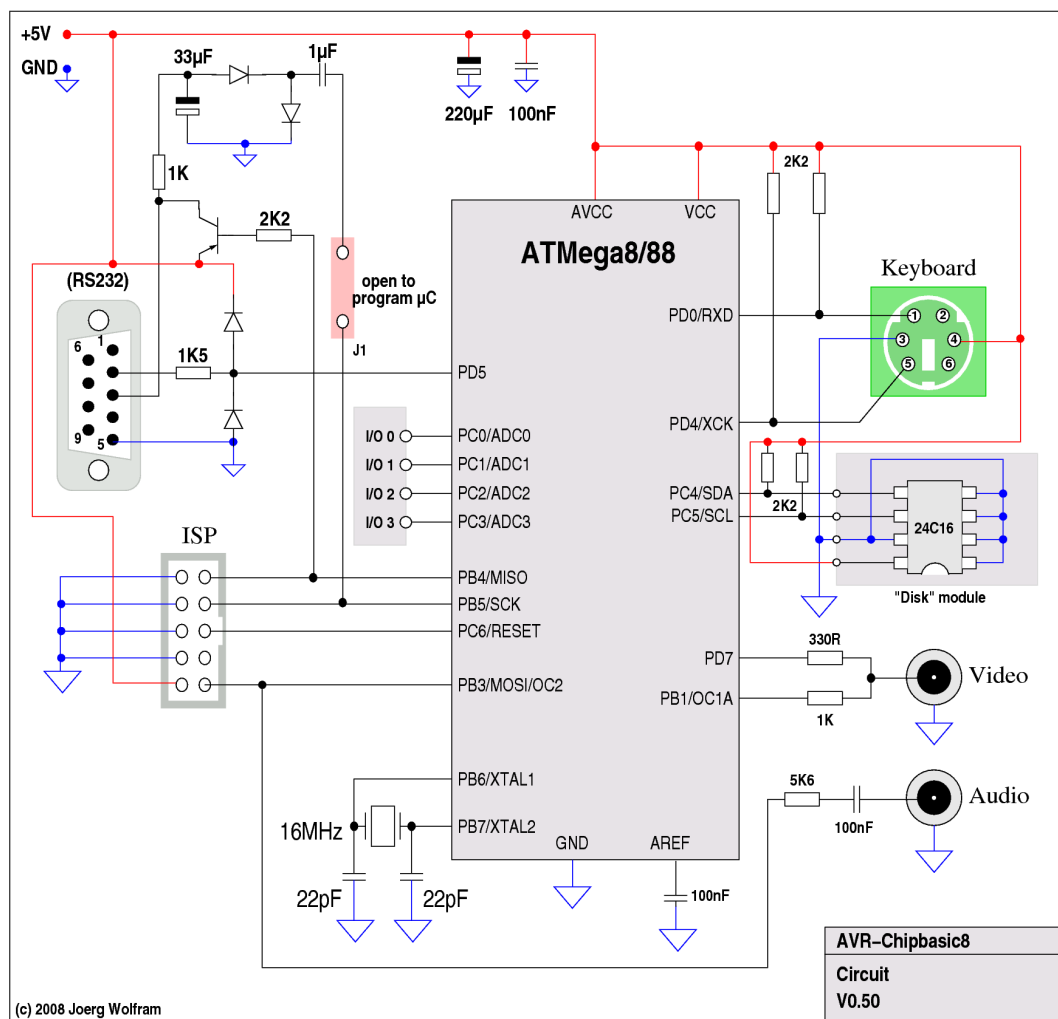 +5V
GND
33µF
1µF
220µF
100nF
1K
2K2
2K2
AVCC
VCC
ATMega8/88
(RS232)
open to
program µC
J1
Keyboard
PD0/RXD
1
2
3
4
5
6
6
1
9
5
1K5
PD5
PD4/XCK
I/O 0
PC0/ADC0
I/O 1
PC1/ADC1
I/O 2
PC2/ADC2
I/O 3
PC3/ADC3
PC4/SDA
PC5/SCL
2K2
24C16
"Disk" module
ISP
PB4/MISO
PB5/SCK
PC6/RESET
PB3/MOSI/OC2
PD7
330R
PB1/OC1A
1K
Video
PB6/XTAL1
PB7/XTAL2
16MHz
22pF
22pF
GND
AREF
100nF
5K6
100nF
Audio
AVR-Chipbasic8
Circuit
V0.50
(c) 2008 Joerg Wolfram